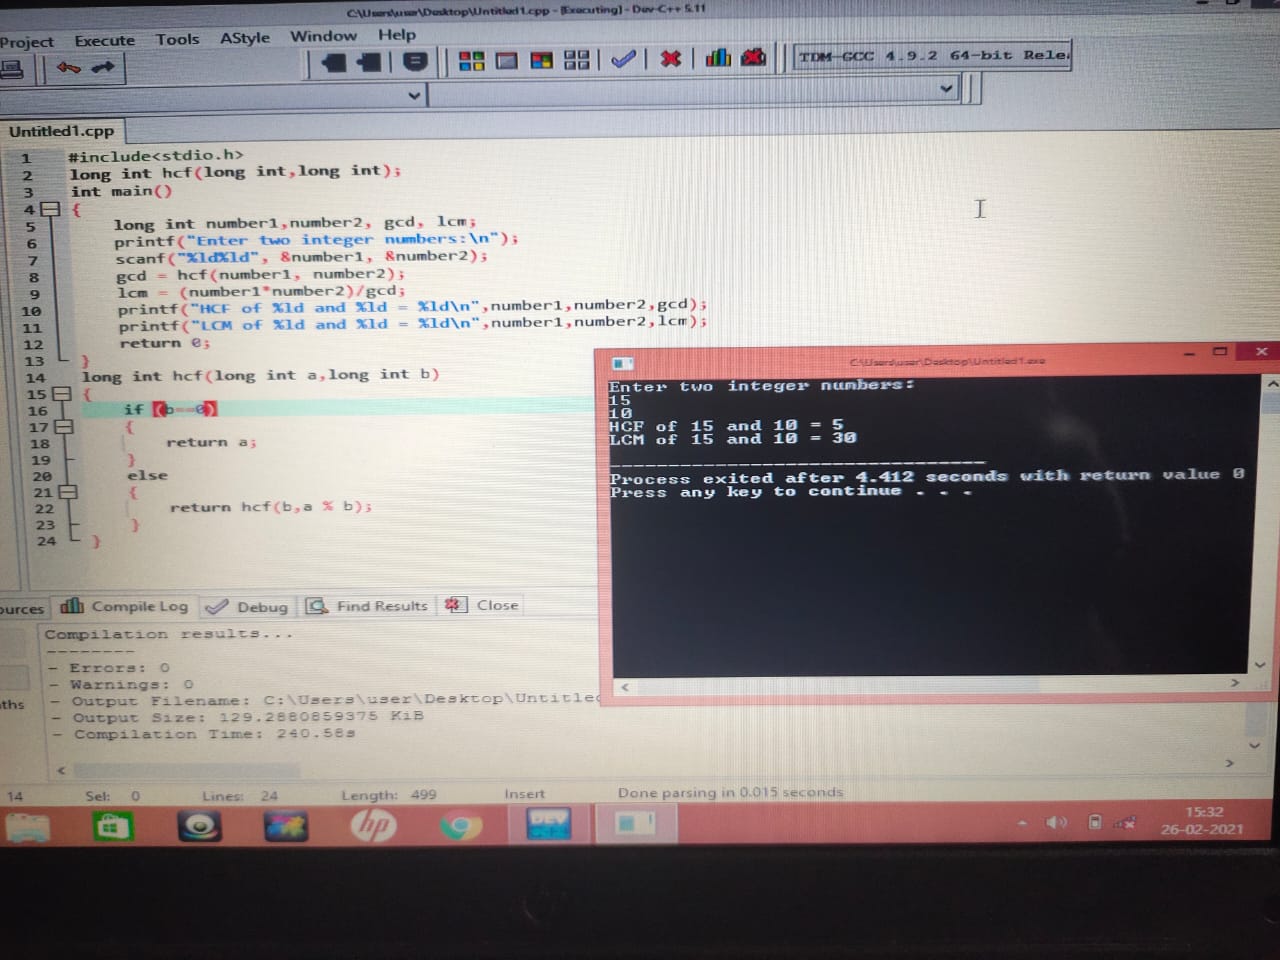 C:\Users\user\Desktop\Untitled1.cpp - [Executing] - Dev-C++ 5.11
Project Execute Tools AStyle Window Help
TDM-GCC 4.9.2 64-bit Rele
Untitled1.cpp
1 #include<stdio.h>
2 long int hcf(long int,long int);
3 int main()
4 {
5 long int number1,number2, gcd, lcm;
6 printf("Enter two integer numbers:\n");
7 scanf("%ld%ld", &number1, &number2);
8 gcd = hcf(number1, number2);
9 lcm = (number1*number2)/gcd;
10 printf("HCF of %ld and %ld = %ld\n",number1,number2,gcd);
11 printf("LCM of %ld and %ld = %ld\n",number1,number2,lcm);
12 return 0;
13 }
14 long int hcf(long int a,long int b)
15 {
16 if (b==0)
17 {
18 return a;
19 }
20 else
21 {
22 return hcf(b,a % b);
23 }
24 }
C:\Users\user\Desktop\Untitled1.exe
Enter two integer numbers:
15
10
HCF of 15 and 10 = 5
LCM of 15 and 10 = 30
--------------------------------
Process exited after 4.412 seconds with return value 0
Press any key to continue . . .
ources Compile Log Debug Find Results Close
Compilation results...
--------
- Errors: 0
- Warnings: 0
- Output Filename: C:\Users\user\Desktop\Untitled
- Output Size: 129.2880859375 KiB
- Compilation Time: 240.58s
ths
14 Sel: 0 Lines: 24 Length: 499 Insert Done parsing in 0.015 seconds
hp
DEV C++
15:32
26-02-2021